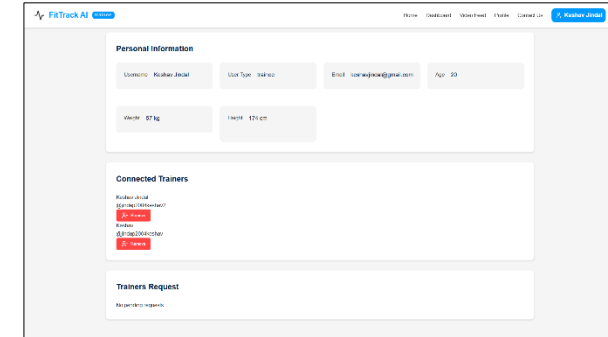 FitTrack AI
Home Dashboard Video Feed Profile Contact Us Keshav Jindal
Personal Information
Username Keshav Jindal User Type trainee Email Age 20
Weight 67 kg Height 174 cm
Connected Trainers
Keshav Jindal
Remove
Keshav
Remove
Trainers Request
No pending requests